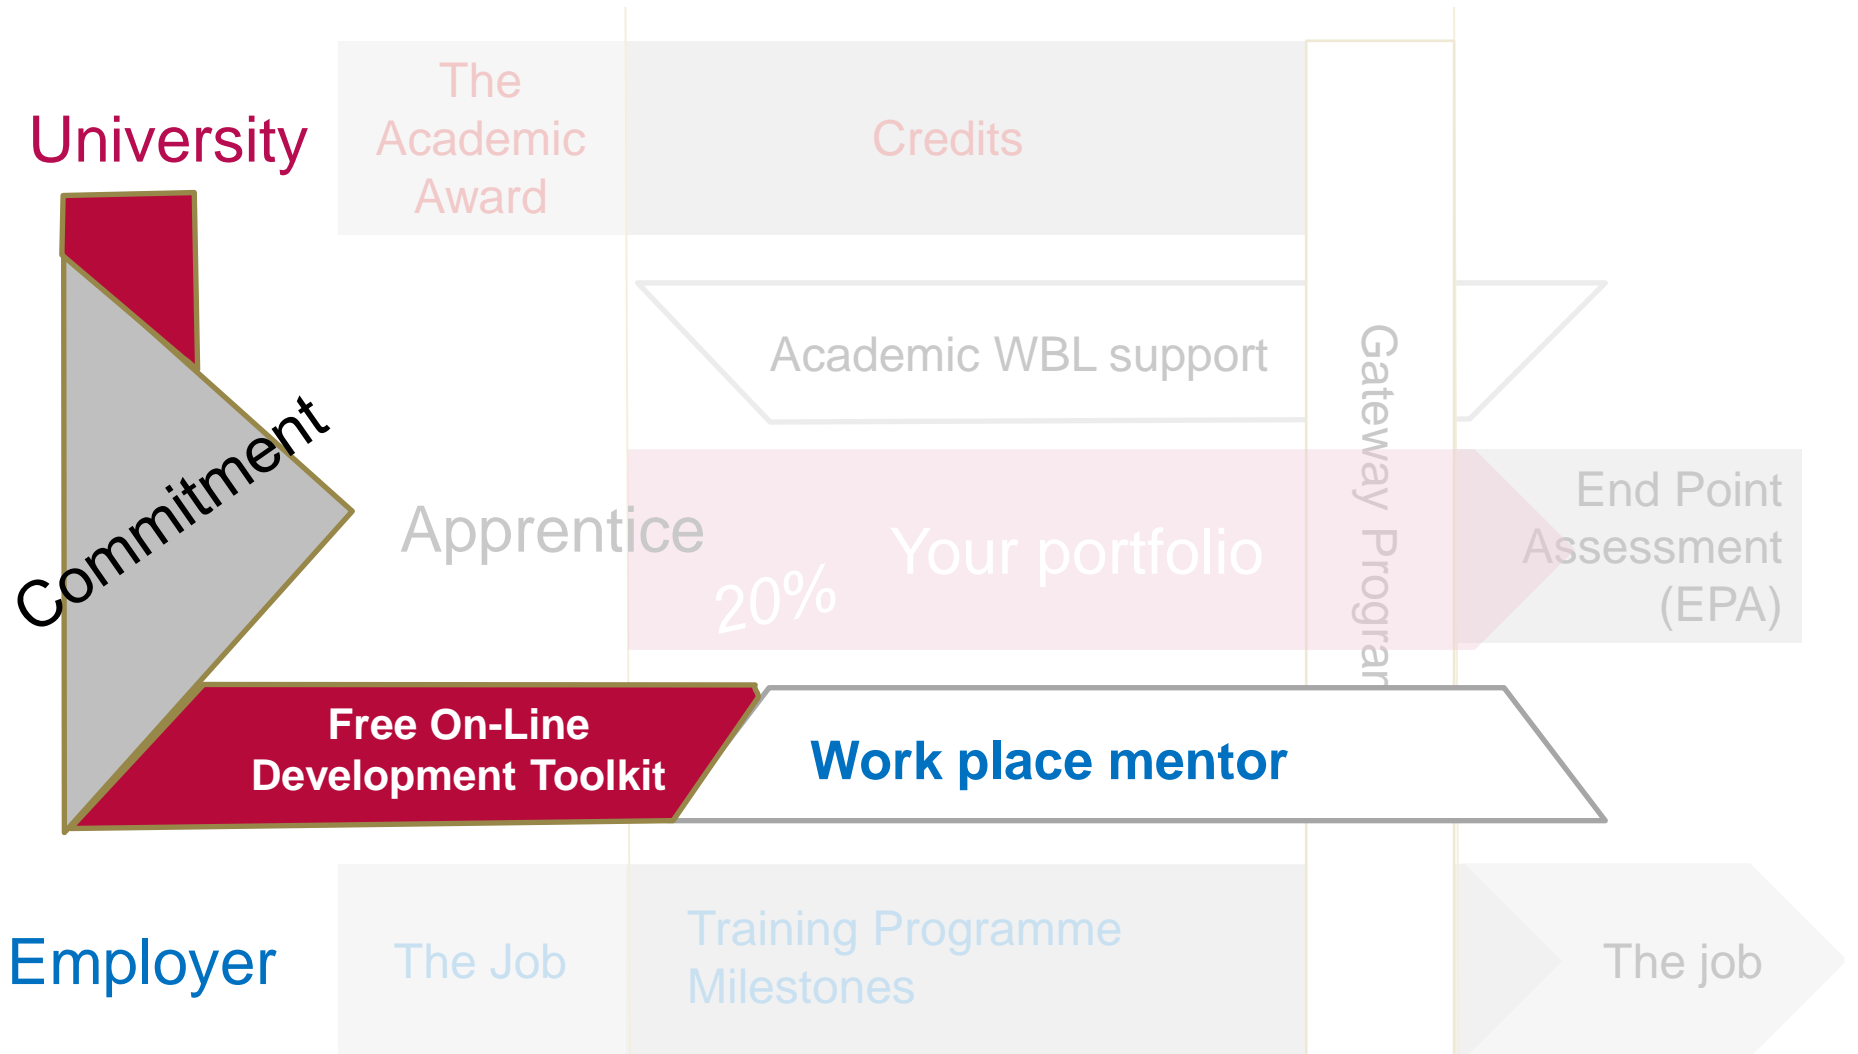 The
Academic
Award
University
Credits
Academic WBL support
Gateway Prograr
Commitment
Apprentice
20%
Your portfolio
End Point
Assessment
(EPA)
Free On-Line
Development Toolkit
Work place mentor
Employer
The Job
Training Programme
Milestones
The job